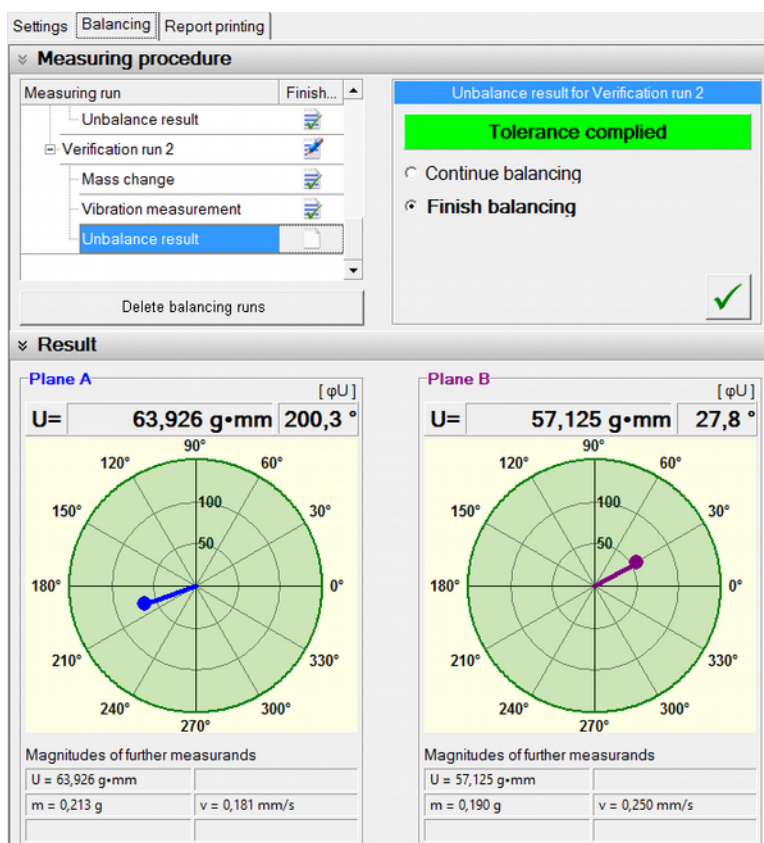 Settings Balancing Report printing
Measuring procedure
Measuring run Finish...
Unbalance result
Verification run 2
Mass change
Vibration measurement
Unbalance result
Delete balancing runs
Unbalance result for Verification run 2
Tolerance complied
Continue balancing
Finish balancing
Result
Plane A
[ φU ]
U= 63,926 g•mm 200,3 °
90°
120° 60°
150° 100 30°
50
180° 0°
210° 330°
240° 300°
270°
Magnitudes of further measurands
U = 63,926 g•mm
m = 0,213 g v = 0,181 mm/s
Plane B
[ φU ]
U= 57,125 g•mm 27,8 °
90°
120° 60°
150° 100 30°
50
180° 0°
210° 330°
240° 300°
270°
Magnitudes of further measurands
U = 57,125 g•mm
m = 0,190 g v = 0,250 mm/s